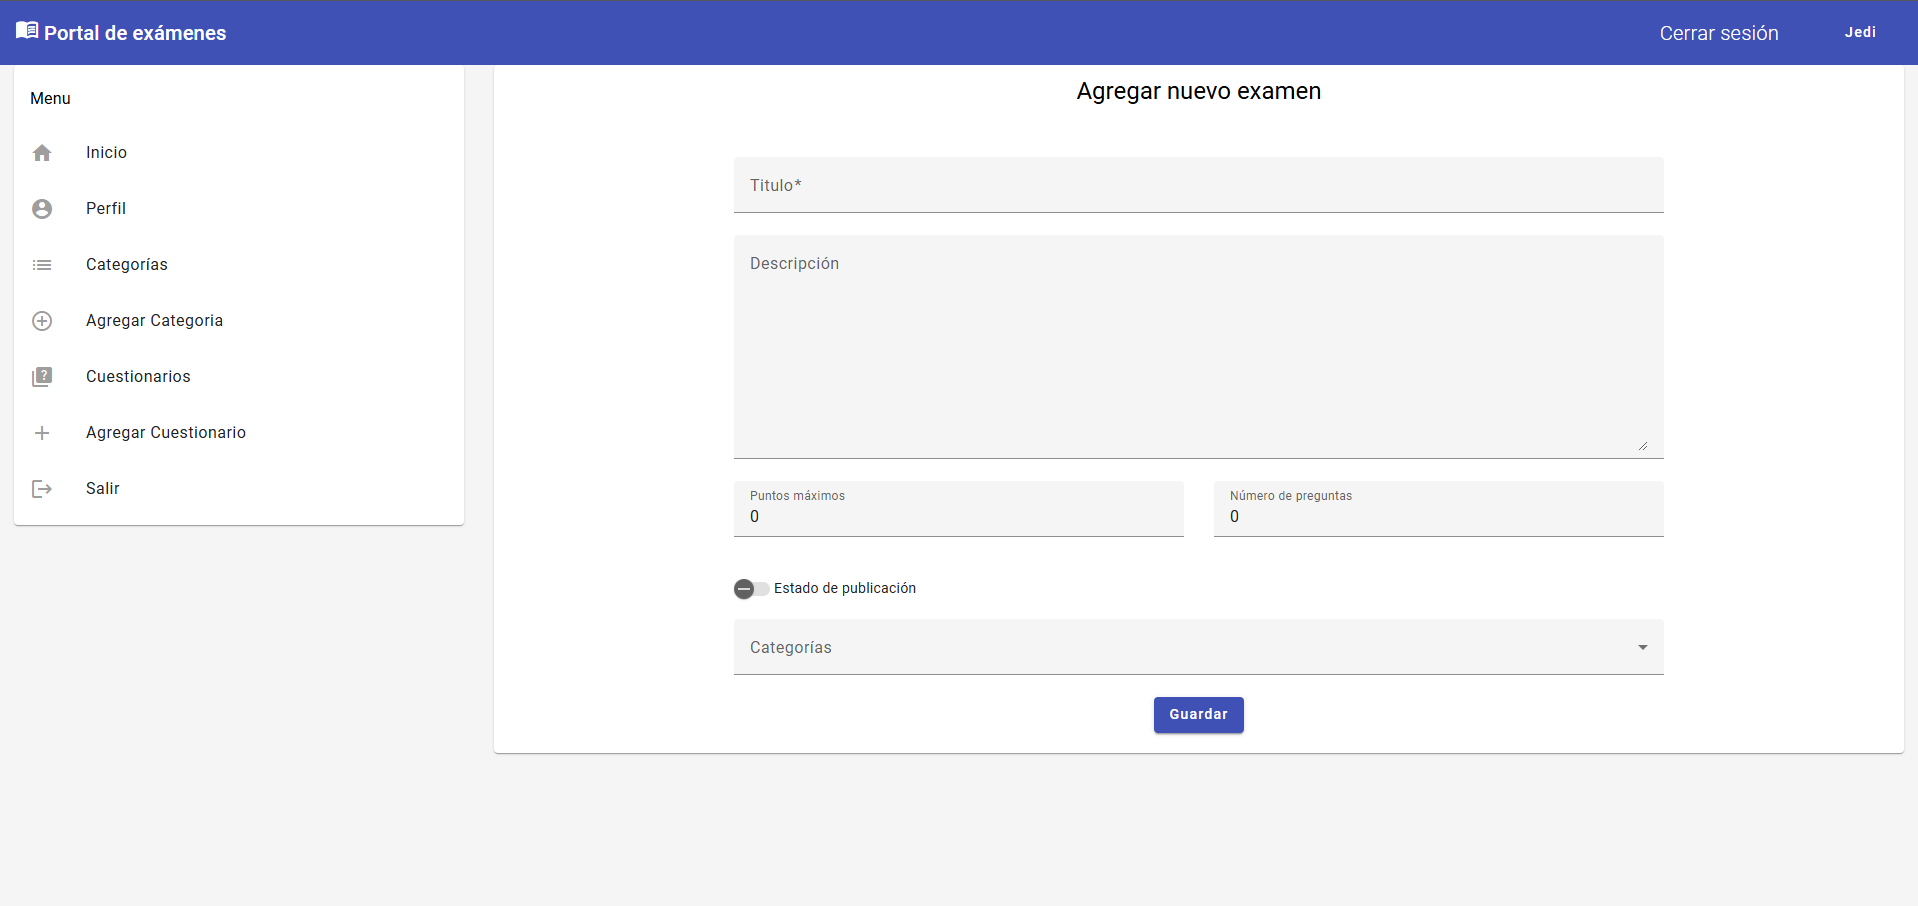 Portal de exámenes
Cerrar sesión
Jedi
Menu
Inicio
Perfil
Categorías
Agregar Categoria
Cuestionarios
Agregar Cuestionario
Salir
Agregar nuevo examen
Titulo*
Descripción
Puntos máximos
0
Número de preguntas
0
Estado de publicación
Categorías
Guardar